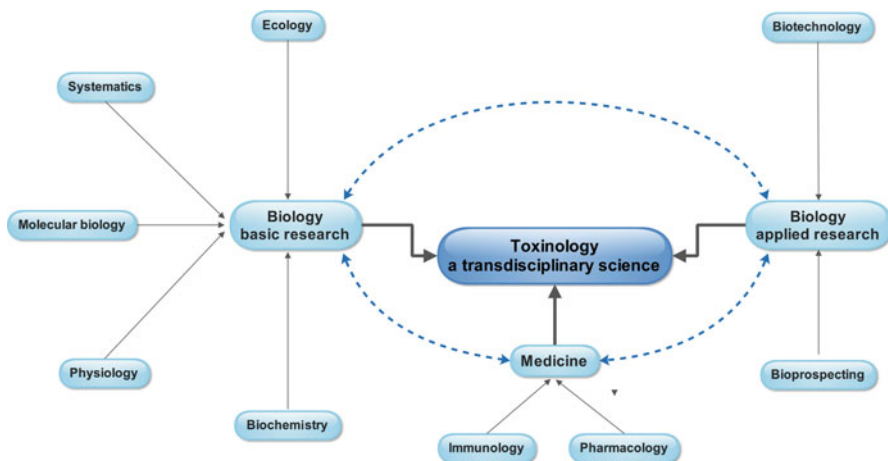 Ecology
Biotechnology
Systematics
Molecular biology
Biology
basic research
Toxinology
a transdisciplinary science
Biology
applied research
Physiology
Medicine
Bioprospecting
Biochemistry
Immunology
Pharmacology